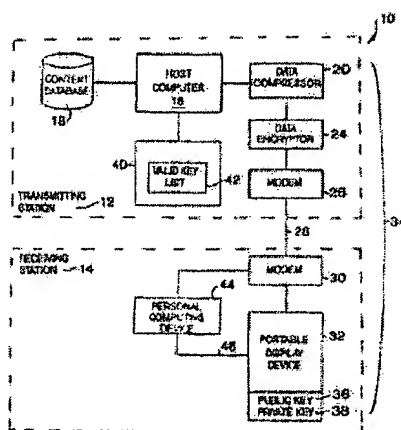 10
CONTENT
DATABASE
18
HOST
COMPUTER
16
DATA
COMPRESSOR
20
DATA
ENCRYPTOR
24
40
VALID KEY
LIST
42
MODEM
26
TRANSMITTING
STATION
12
28
34
RECEIVING
STATION
14
MODEM
30
44
PERSONAL
COMPUTING
DEVICE
46
PORTABLE
DISPLAY
DEVICE
32
PUBLIC KEY
36
PRIVATE KEY
38